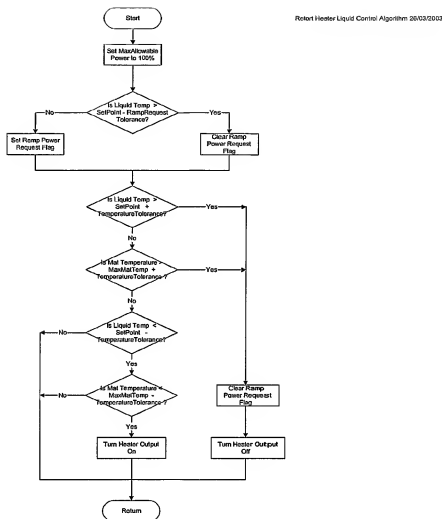 Start
Retort Heater Liquid Control Algorithm 26/03/2003
Set MaxAllowable
Power to 100%
Is Liquid Temp >
SetPoint - RampRequest
Tolerance?
No
Yes
Set Ramp Power
Request Flag
Clear Ramp
Power Request
Flag
Is Liquid Temp >
SetPoint +
TemperatureTolerance?
Yes
No
Is Mat Temperature >
MaxMatTemp +
TemperatureTolerance?
Yes
No
Is Liquid Temp <
SetPoint -
TemperatureTolerance?
No
Yes
Is Mat Temperature <
MaxMatTemp -
TemperatureTolerance?
No
Yes
Clear Ramp
Power Request
Flag
Turn Heater Output
On
Turn Heater Output
Off
Return